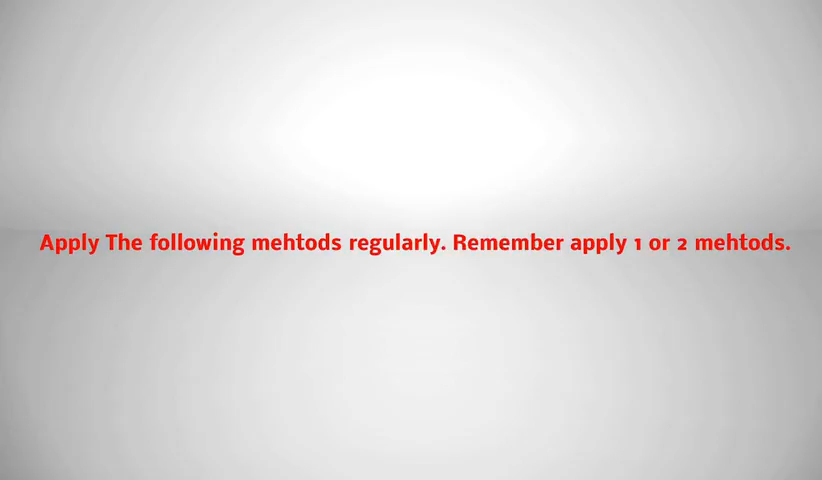 Apply The following mehtods regularly. Remember apply 1 or 2 mehtods.